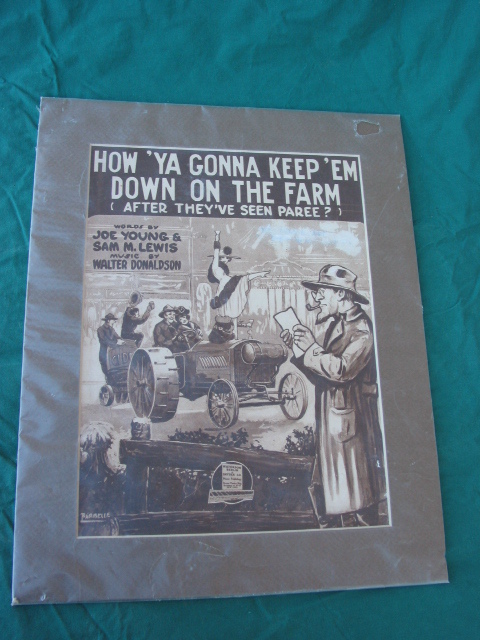 HOW 'YA GONNA KEEP 'EM
DOWN ON THE FARM
( AFTER THEY'VE SEEN PAREE ? )
WORDS BY
JOE YOUNG &
SAM M. LEWIS
MUSIC BY
WALTER DONALDSON